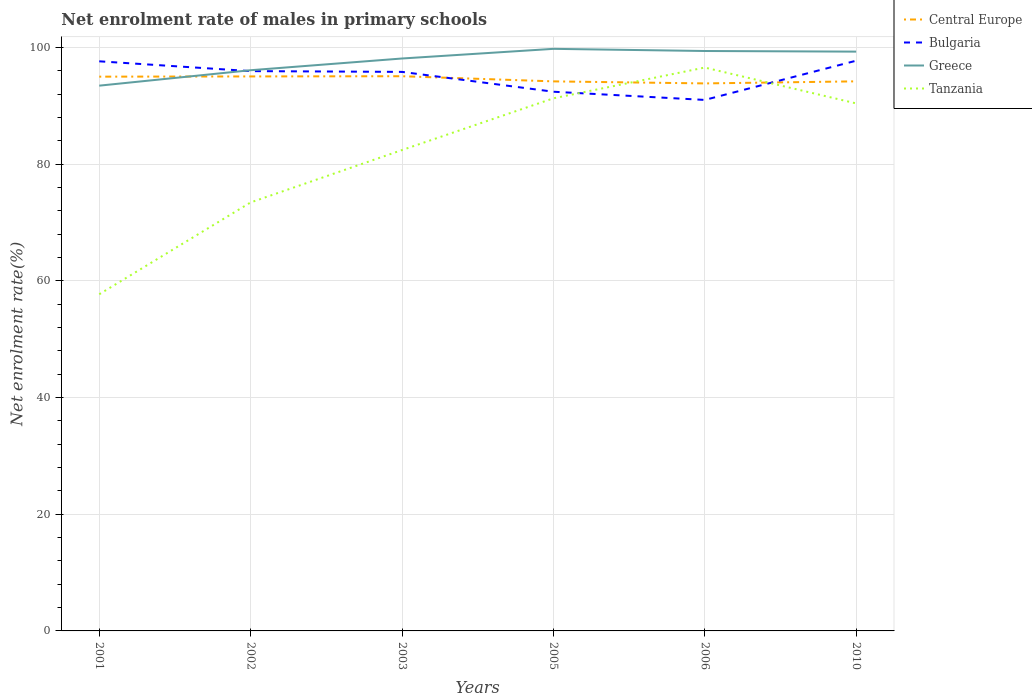 Net enrolment rate of males in primary schools
Central Europe
Bulgaria
Greece
Tanzania
Net enrolment rate(%)
100
80
60
40
20
0
2001
2002
2003
2005
2006
2010
Years